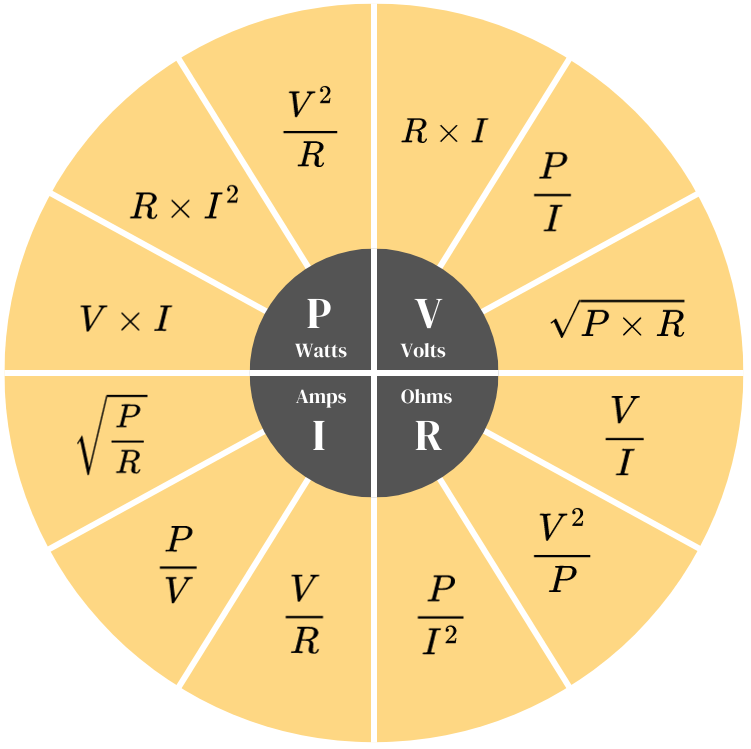 V²/R
R × I
P/I
R × I²
V × I
√(P × R)
P
Watts
V
Volts
Amps
I
Ohms
R
√(P/R)
V/I
P/V
V²/P
V/R
P/I²